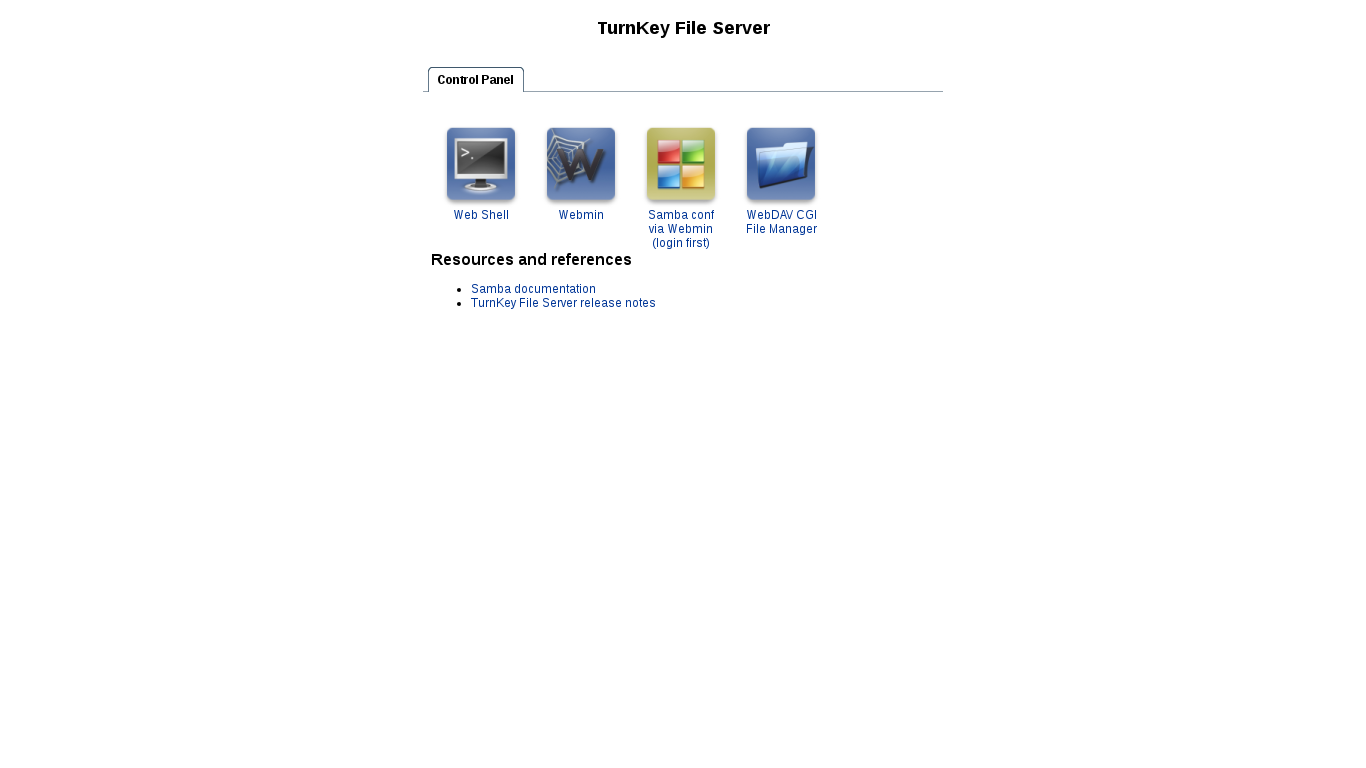 TurnKey File Server
Control Panel
>_
W
Web Shell
Webmin
Samba conf
via Webmin
(login first)
WebDAV CGI
File Manager
Resources and references
Samba documentation
TurnKey File Server release notes